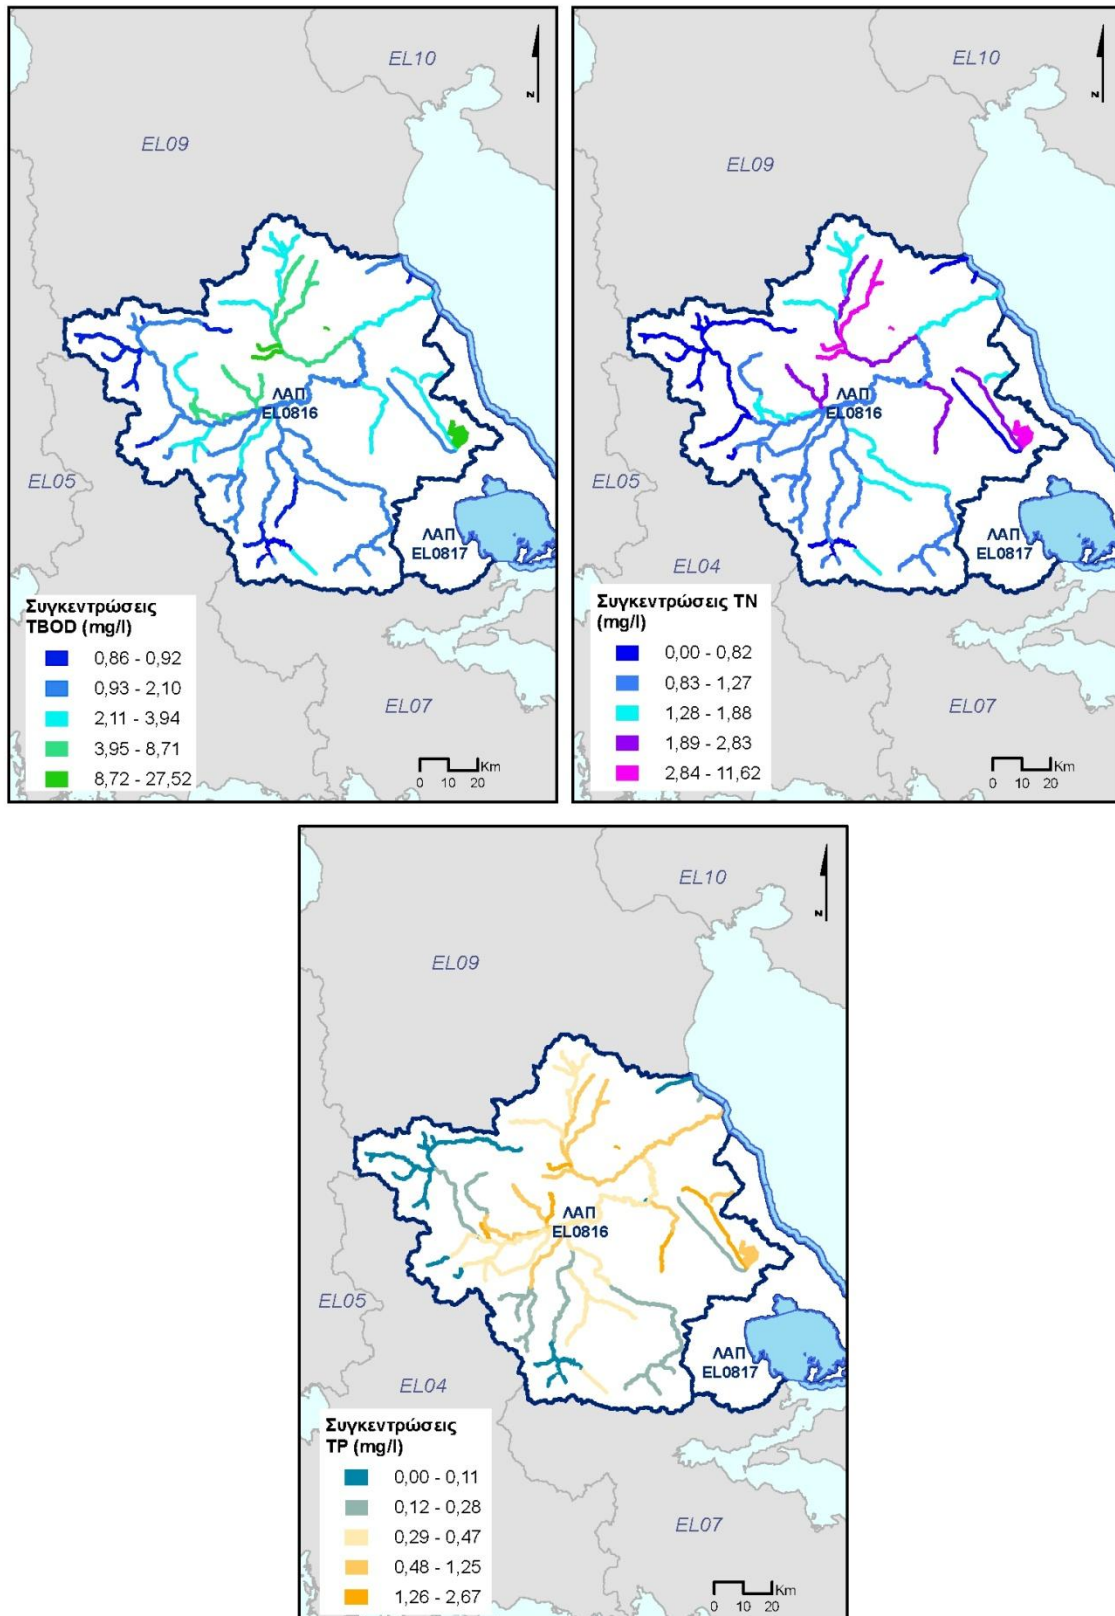 EL10
N
EL09
ΛΑΠ
EL0816
EL05
ΛΑΠ
EL0817
Συγκεντρώσεις
TBOD (mg/l)
0,86 - 0,92
0,93 - 2,10
2,11 - 3,94
3,95 - 8,71
8,72 - 27,52
EL07
Km
0 10 20
EL10
N
EL09
ΛΑΠ
EL0816
EL05
ΛΑΠ
EL0817
EL04
Συγκεντρώσεις TN
(mg/l)
0,00 - 0,82
0,83 - 1,27
1,28 - 1,88
1,89 - 2,83
2,84 - 11,62
EL07
Km
0 10 20
EL10
N
EL09
ΛΑΠ
EL0816
EL05
ΛΑΠ
EL0817
EL04
Συγκεντρώσεις
TP (mg/l)
0,00 - 0,11
0,12 - 0,28
0,29 - 0,47
0,48 - 1,25
1,26 - 2,67
EL07
Km
0 10 20